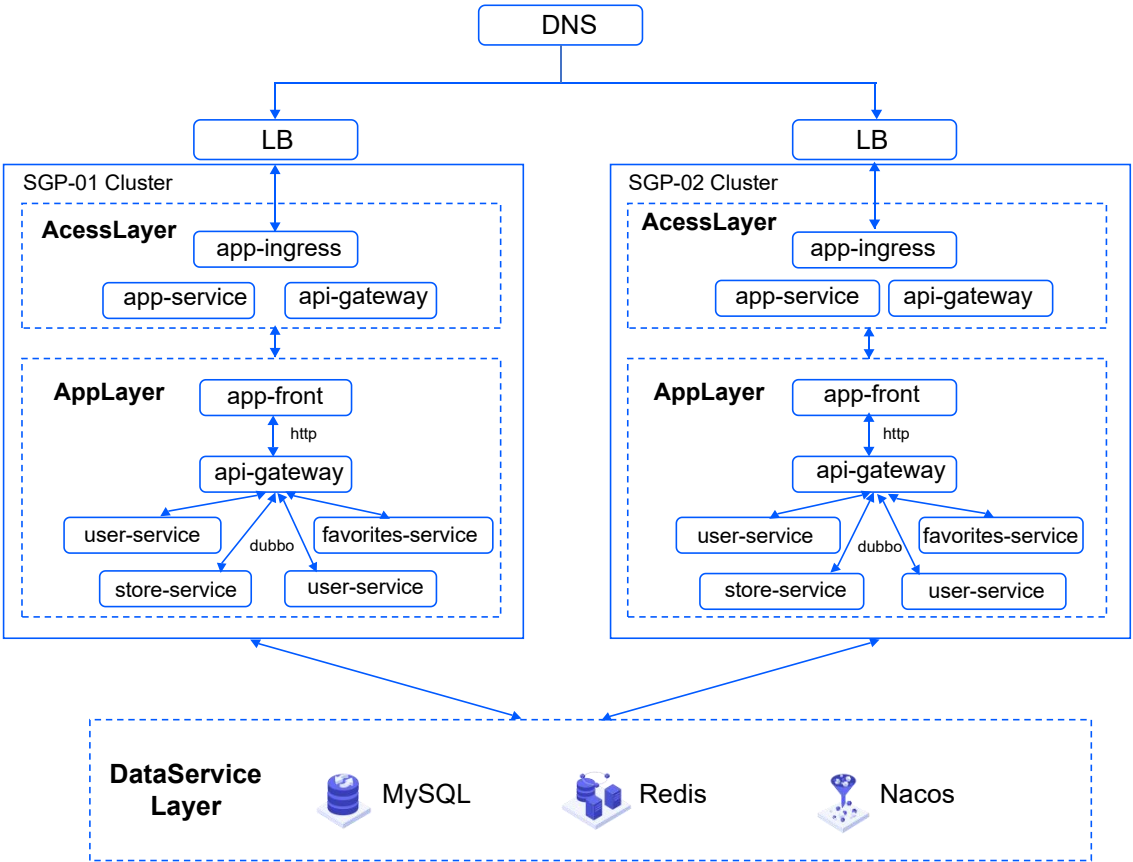 DNS
LB
LB
SGP-01 Cluster
AcessLayer
app-ingress
app-service
api-gateway
AppLayer
app-front
http
api-gateway
user-service
favorites-service
dubbo
store-service
user-service
SGP-02 Cluster
AcessLayer
app-ingress
app-service
api-gateway
AppLayer
app-front
http
api-gateway
user-service
favorites-service
dubbo
store-service
user-service
DataService
Layer
MySQL
Redis
Nacos